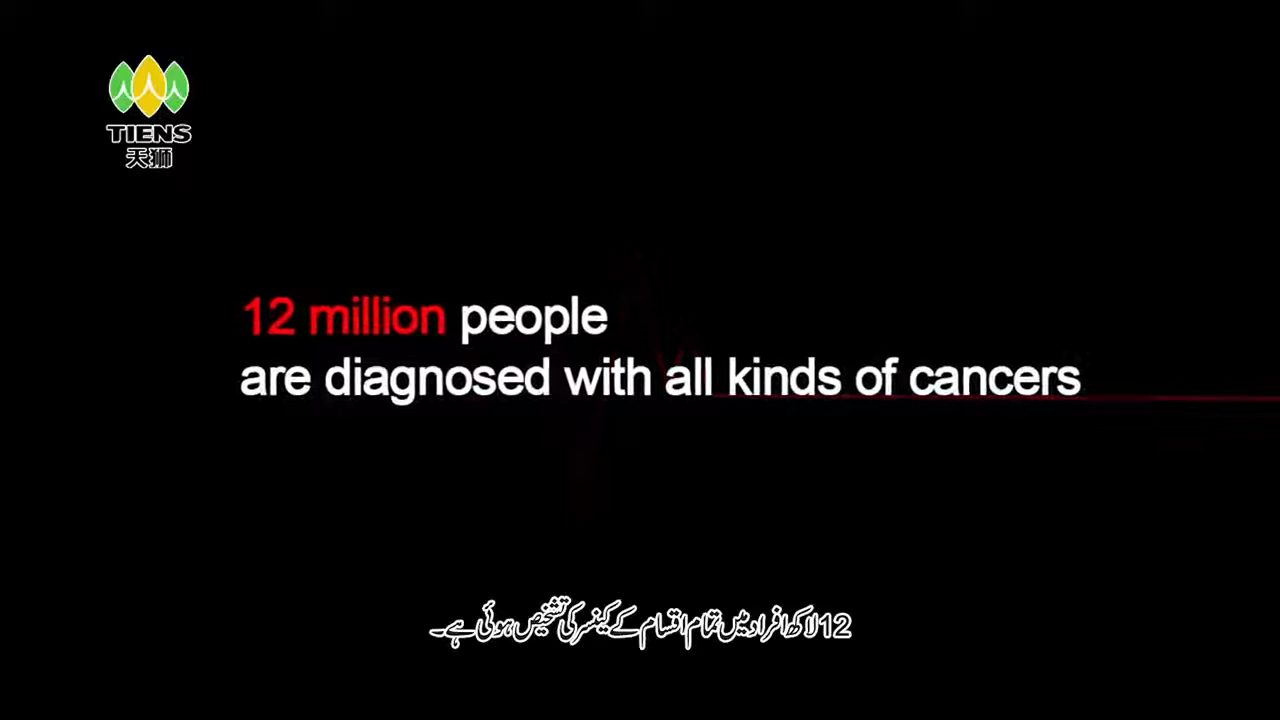 TIENS
天狮
12 million people
are diagnosed with all kinds of cancers
12 لاکھ افراد میں تمام اقسام کے کینسر کی تشخیص ہوئی ہے۔